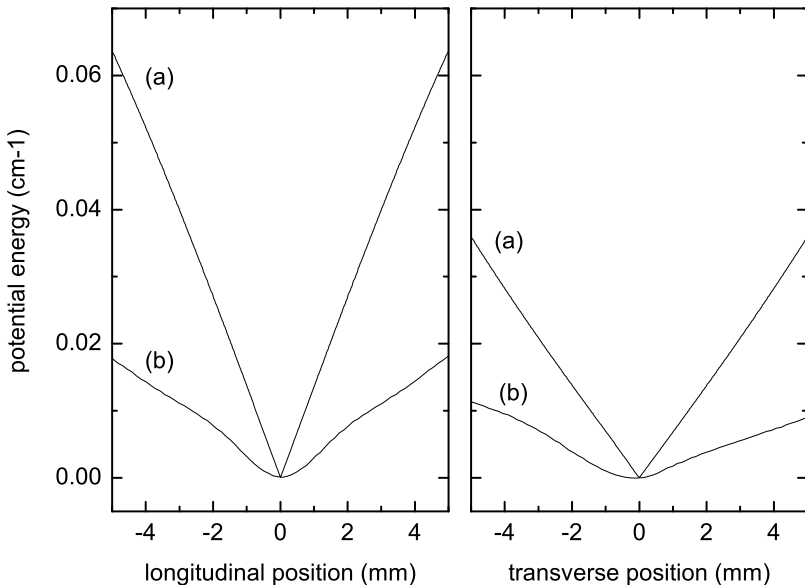 potential energy (cm-1)
0.06
0.04
0.02
0.00
(a)
(b)
-4 -2 0 2 4
longitudinal position (mm)
(a)
(b)
-4 -2 0 2 4
transverse position (mm)